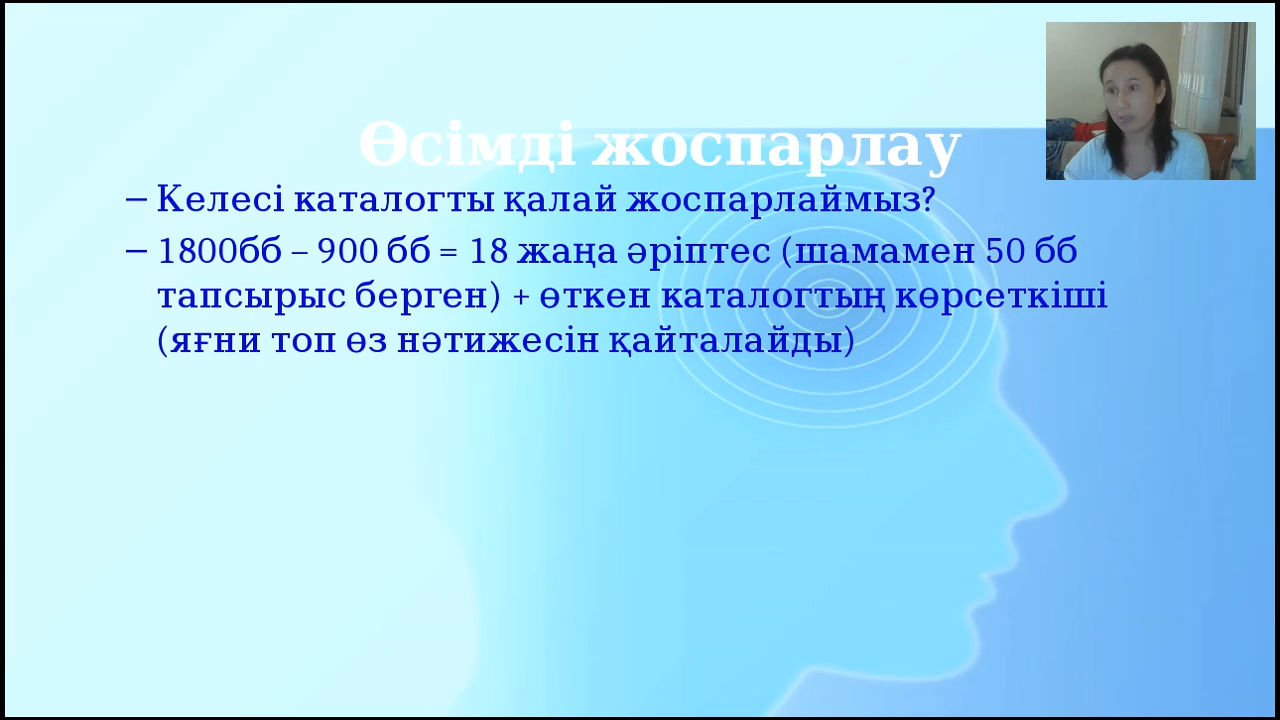 Өсімді жоспарлау
– Келесі каталогты қалай жоспарлаймыз?
– 1800бб – 900 бб = 18 жаңа әріптес (шамамен 50 бб
тапсырыс берген) + өткен каталогтың көрсеткіші
(яғни топ өз нәтижесін қайталайды)